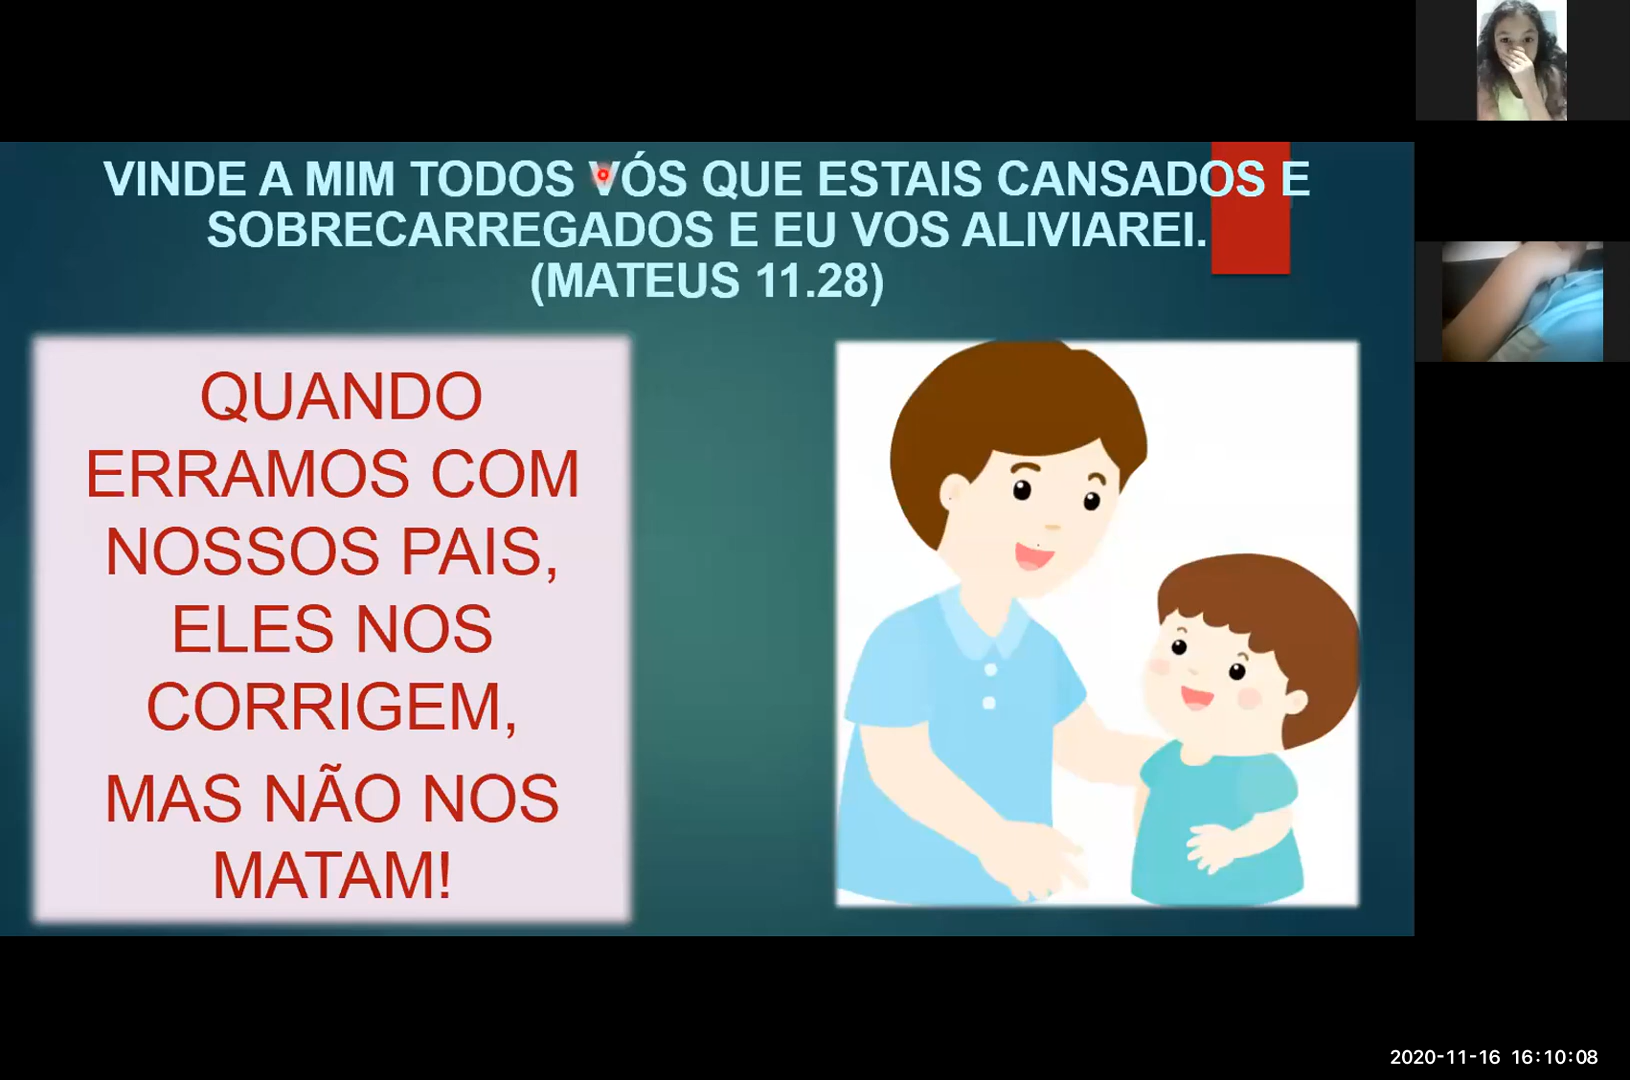 VINDE A MIM TODOS VÓS QUE ESTAIS CANSADOS E
SOBRECARREGADOS E EU VOS ALIVIAREI.
(MATEUS 11.28)
QUANDO
ERRAMOS COM
NOSSOS PAIS,
ELES NOS
CORRIGEM,
MAS NÃO NOS
MATAM!
2020-11-16 16:10:08